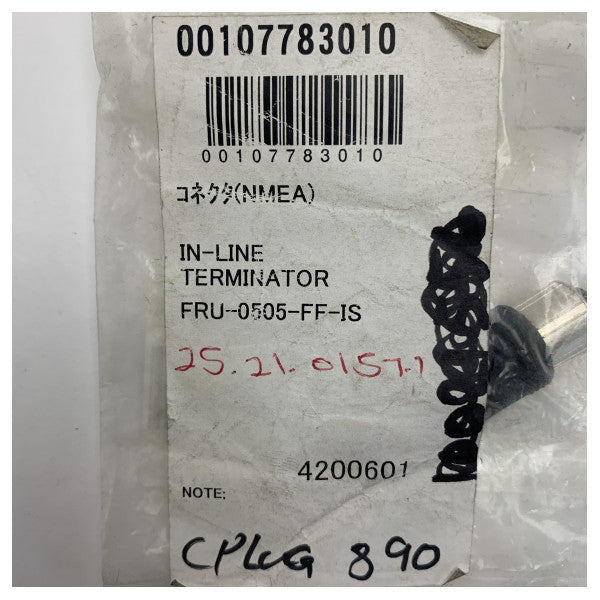 00107783010
00107783010
コネクタ(NMEA)
IN-LINE
TERMINATOR
FRU-0505-FF-IS
25.21.0157.1
4200601
NOTE:
CPLUG 890